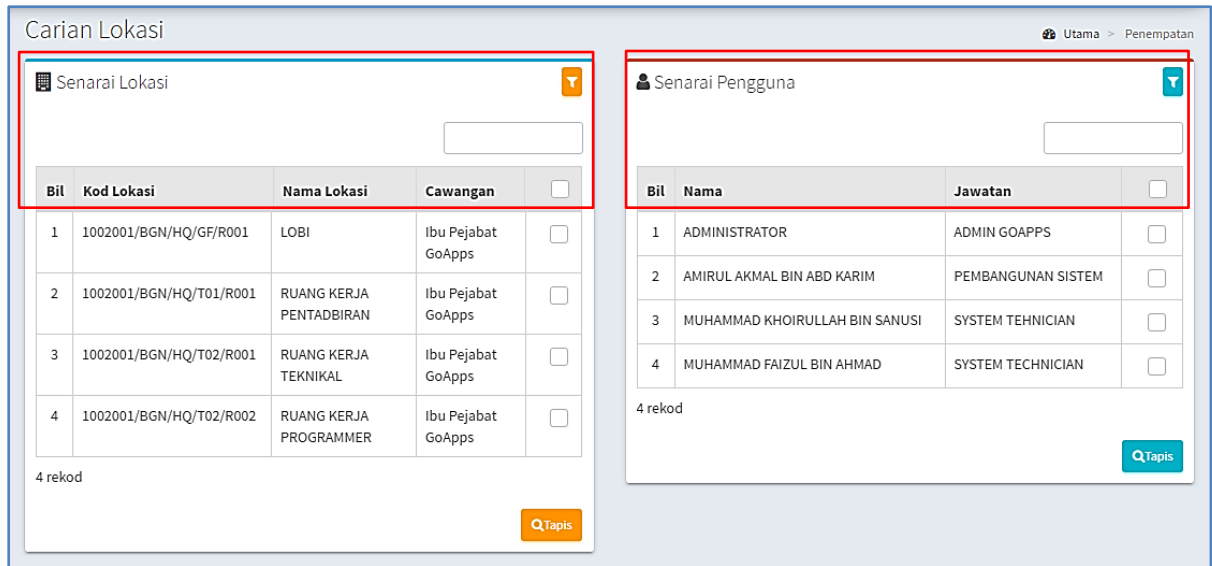 Carian Lokasi
Utama > Penempatan
Senarai Lokasi
Bil Kod Lokasi Nama Lokasi Cawangan
1 1002001/BGN/HQ/GF/R001 LOBI Ibu Pejabat
GoApps
2 1002001/BGN/HQ/T01/R001 RUANG KERJA Ibu Pejabat
PENTADBIRAN GoApps
3 1002001/BGN/HQ/T02/R001 RUANG KERJA Ibu Pejabat
TEKNIKAL GoApps
4 1002001/BGN/HQ/T02/R002 RUANG KERJA Ibu Pejabat
PROGRAMMER GoApps
4 rekod
Tapis
Senarai Pengguna
Bil Nama Jawatan
1 ADMINISTRATOR ADMIN GOAPPS
2 AMIRUL AKMAL BIN ABD KARIM PEMBANGUNAN SISTEM
3 MUHAMMAD KHOIRULLAH BIN SANUSI SYSTEM TEHNICIAN
4 MUHAMMAD FAIZUL BIN AHMAD SYSTEM TECHNICIAN
4 rekod
Tapis